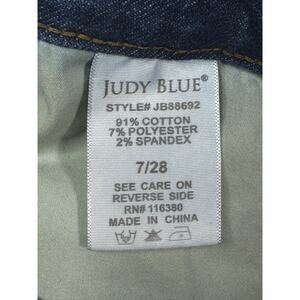 JUDY BLUE®
STYLE# JB88692
91% COTTON
7% POLYESTER
2% SPANDEX
7/28
SEE CARE ON
REVERSE SIDE
RN# 116380
MADE IN CHINA